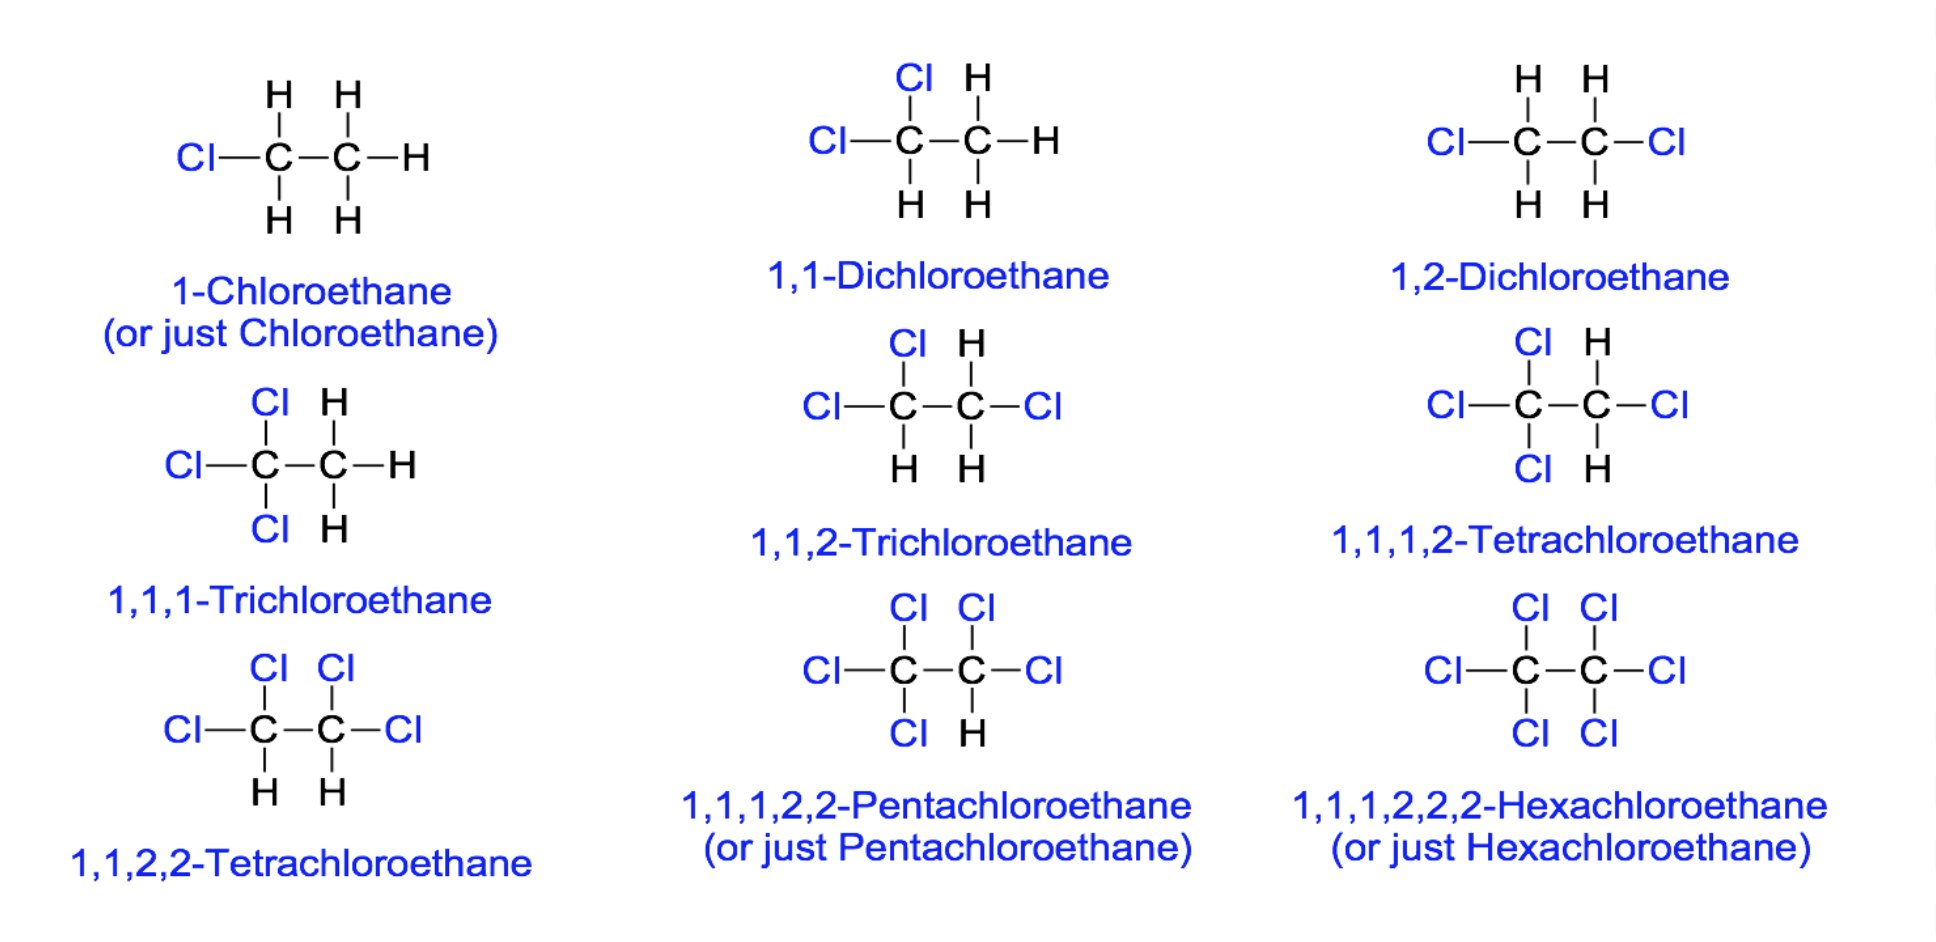 H H
Cl—C—C—H
H H
1-Chloroethane
(or just Chloroethane)
Cl H
Cl—C—C—H
H H
1,1-Dichloroethane
H H
Cl—C—C—Cl
H H
1,2-Dichloroethane
Cl H
Cl—C—C—H
Cl H
1,1,1-Trichloroethane
Cl H
Cl—C—C—Cl
H H
1,1,2-Trichloroethane
Cl H
Cl—C—C—Cl
Cl H
1,1,1,2-Tetrachloroethane
Cl Cl
Cl—C—C—Cl
H H
1,1,2,2-Tetrachloroethane
Cl Cl
Cl—C—C—Cl
Cl H
1,1,1,2,2-Pentachloroethane
(or just Pentachloroethane)
Cl Cl
Cl—C—C—Cl
Cl Cl
1,1,1,2,2,2-Hexachloroethane
(or just Hexachloroethane)